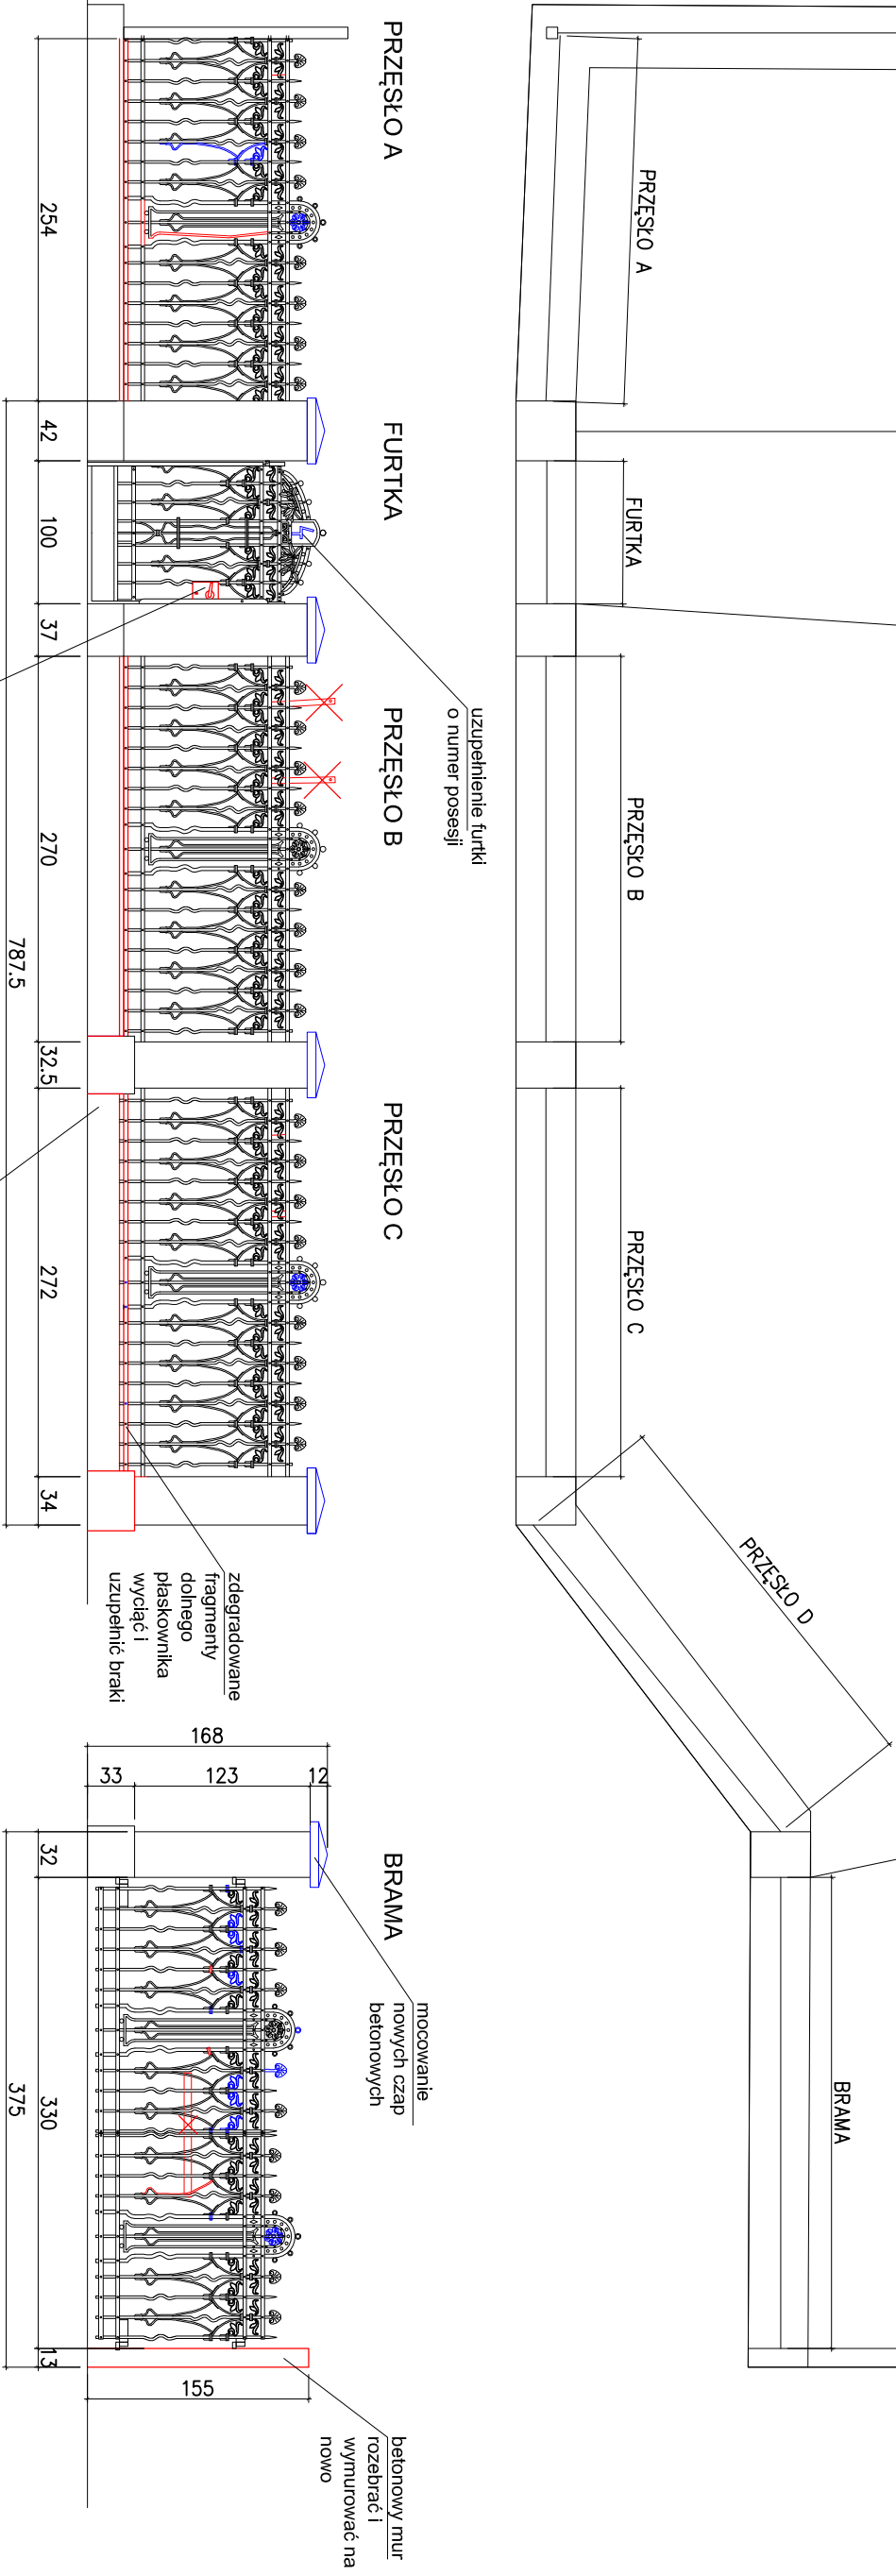 PRZĘSŁO A
FURTKA
PRZĘSŁO B
PRZĘSŁO C
PRZĘSŁO D
BRAMA
PRZĘSŁO A
FURTKA
PRZĘSŁO B
PRZĘSŁO C
BRAMA
uzupełnienie furtki
o numer posesji
mocowanie
nowych czap
betonowych
betonowy mur
rozebrać i
wymurować na
nowo
4
zdegradowane
fragmenty
dolnego
płaskownika
wyciąć i
uzupełnić braki
168
33
123
12
155
254
42
100
37
270
32.5
272
34
787.5
32
330
13
375